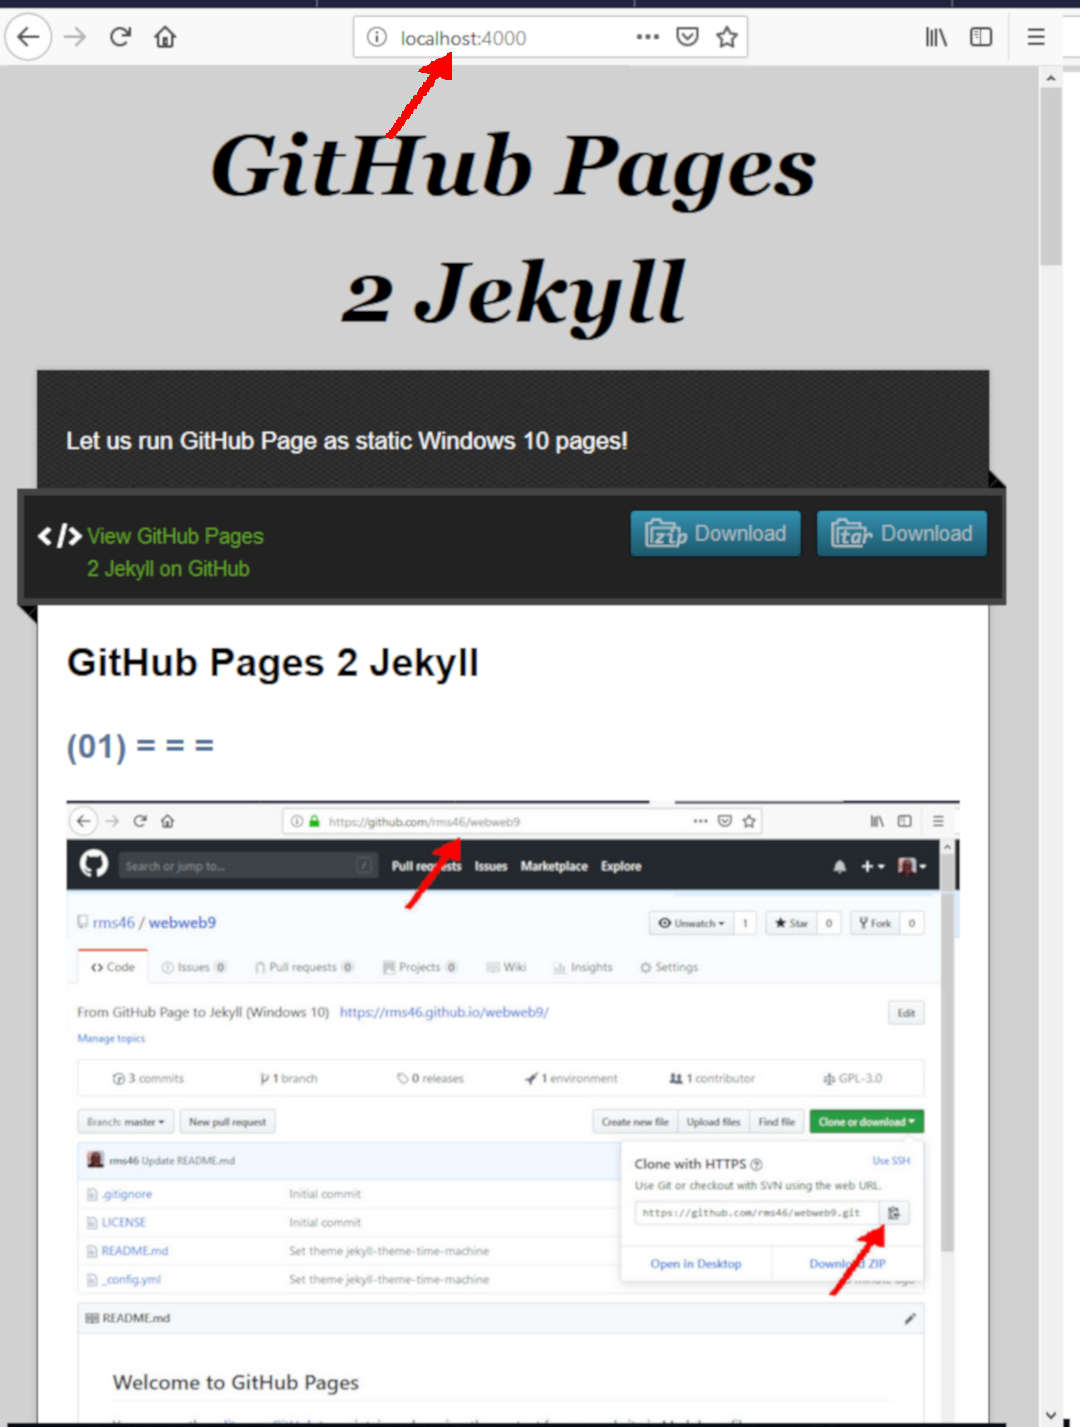 localhost:4000
GitHub Pages
2 Jekyll
Let us run GitHub Page as static Windows 10 pages!
</> View GitHub Pages
2 Jekyll on GitHub
zip Download
tar Download
GitHub Pages 2 Jekyll
(01) = = =
https://github.com/rms46/webweb9
Search or jump to... /
Pull requests Issues Marketplace Explore
rms46 / webweb9
Unwatch 1 Star 0 Fork 0
Code Issues 0 Pull requests 0 Projects 0 Wiki Insights Settings
From GitHub Page to Jekyll (Windows 10) https://rms46.github.io/webweb9/ Edit
Manage topics
3 commits 1 branch 0 releases 1 environment 1 contributor GPL-3.0
Branch: master New pull request Create new file Upload files Find file Clone or download
rms46 Update README.md
Clone with HTTPS Use SSH
Use Git or checkout with SVN using the web URL.
https://github.com/rms46/webweb9.git
Open in Desktop Download ZIP
.gitignore Initial commit
LICENSE Initial commit
README.md Set theme jekyll-theme-time-machine
_config.yml Set theme jekyll-theme-time-machine
minute ago
README.md
Welcome to GitHub Pages